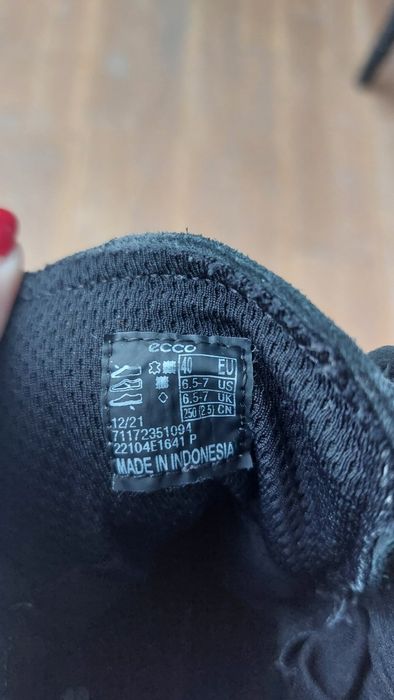 ecco
40 EU
6.5-7 US
6.5-7 UK
250 (2.5) CN
12/21
71172351094
22104E1641 P
MADE IN INDONESIA